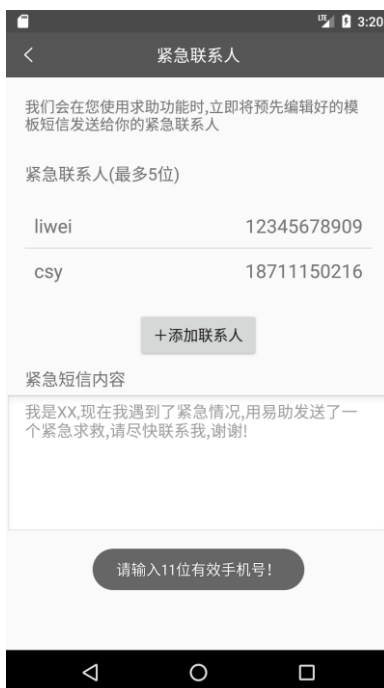 LTE 3:20
紧急联系人
我们会在您使用求助功能时,立即将预先编辑好的模
板短信发送给你的紧急联系人
紧急联系人(最多5位)
liwei 12345678909
csy 18711150216
+添加联系人
紧急短信内容
我是XX,现在我遇到了紧急情况,用易助发送了一
个紧急求救,请尽快联系我,谢谢!
请输入11位有效手机号!